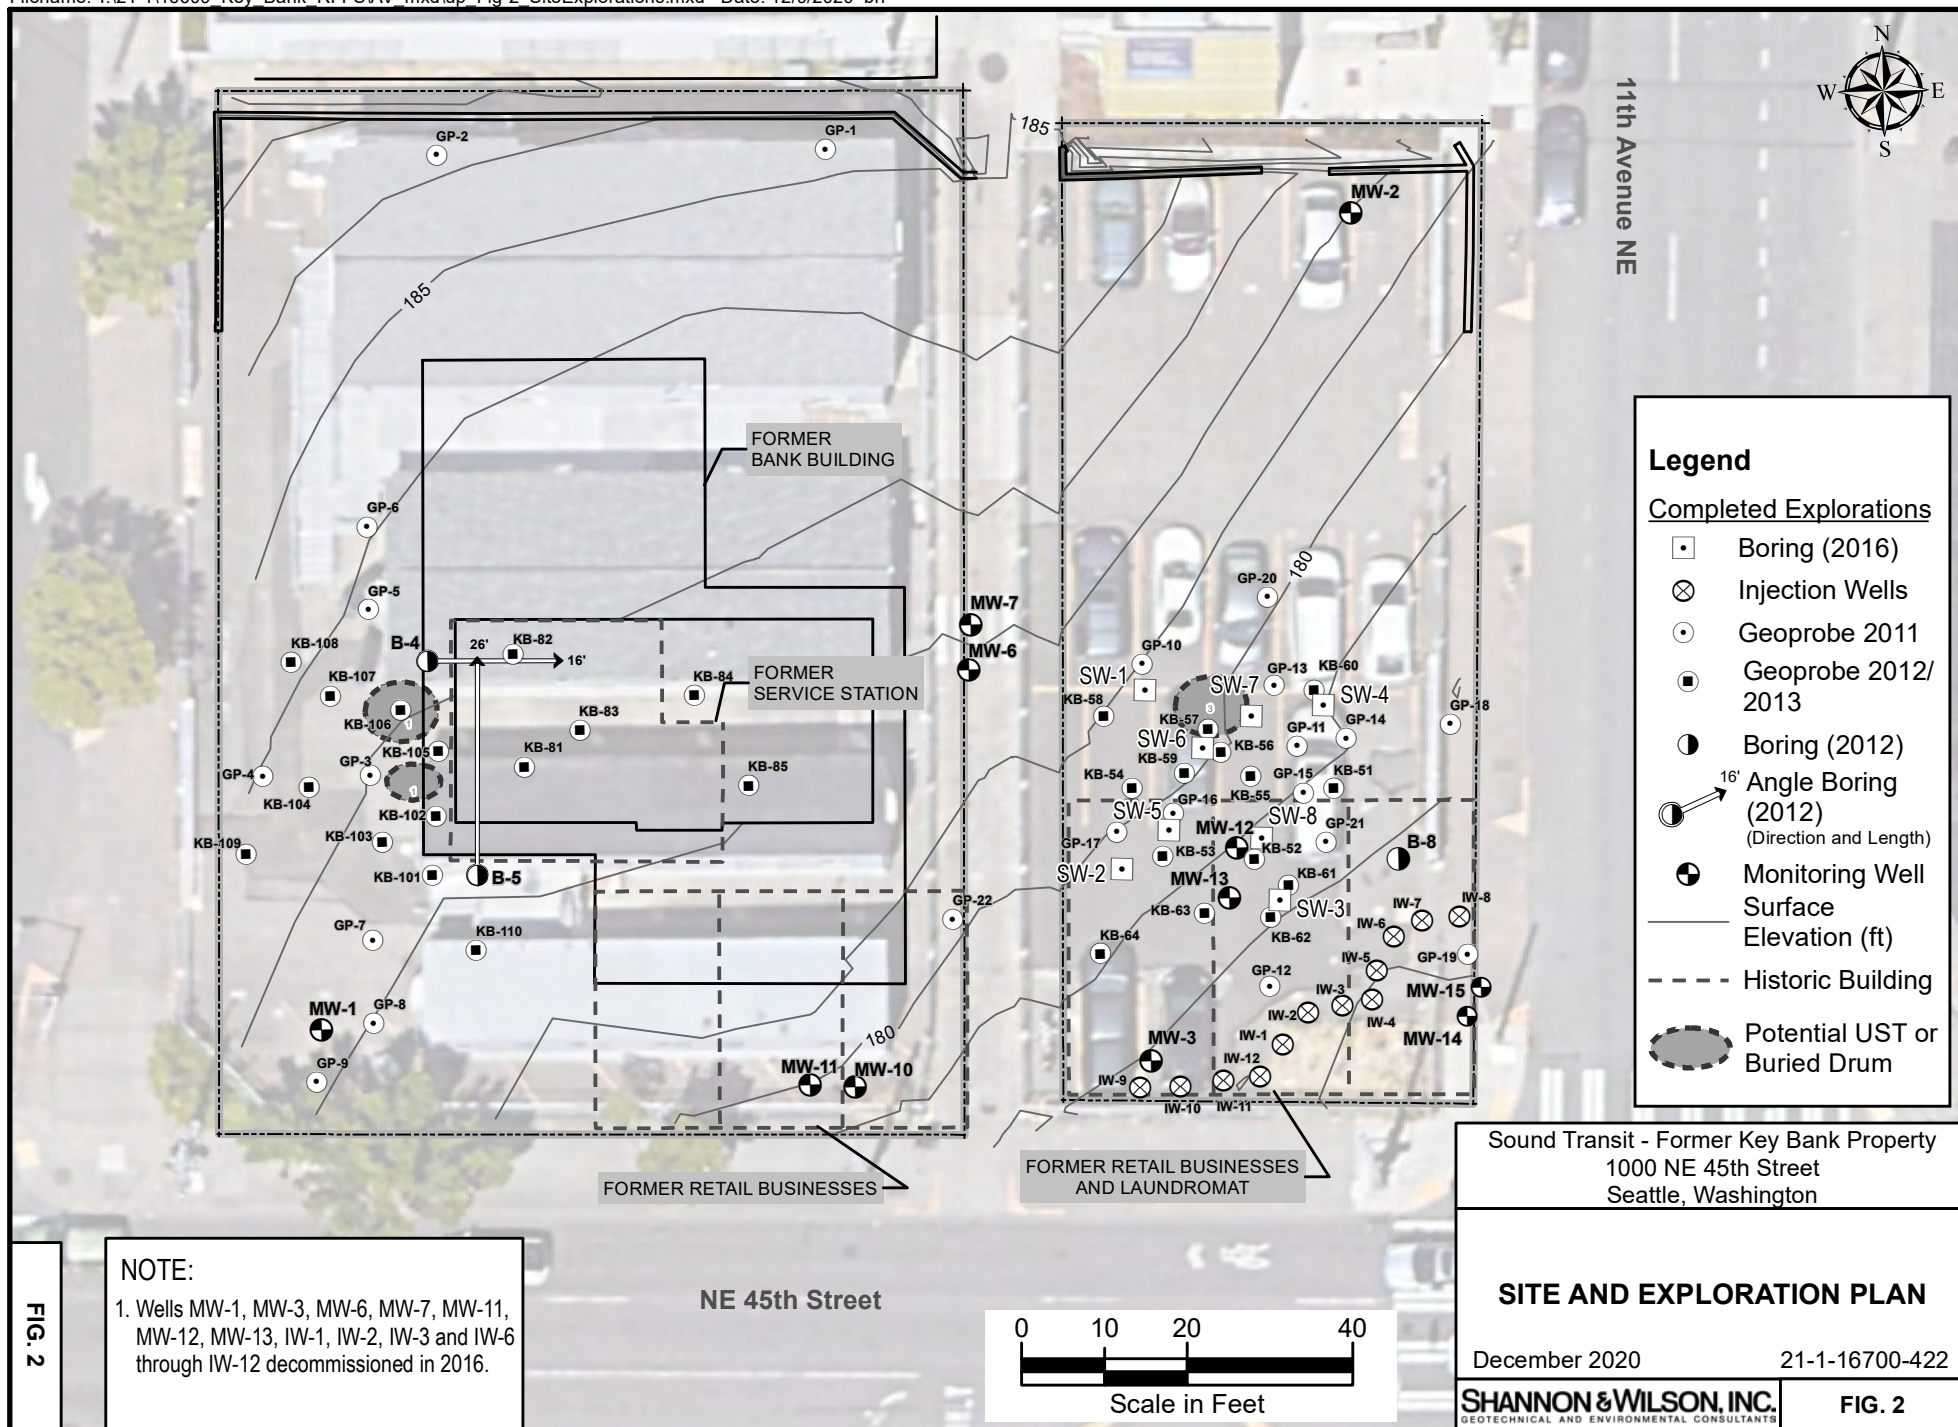 N
W
E
S
11th Avenue NE
185
GP-2
GP-1
MW-2
185
FORMER
BANK BUILDING
GP-6
GP-5
GP-20
180
MW-7
B-4
26'
KB-82
16'
MW-6
KB-108
KB-107
KB-84
FORMER
SERVICE STATION
GP-10
SW-1
SW-7
GP-13
KB-60
SW-4
KB-58
3
GP-18
KB-106
1
KB-83
KB-57
GP-14
GP-11
SW-6
KB-56
KB-105
KB-81
GP-4
GP-3
KB-59
GP-15
KB-51
KB-104
1
KB-85
KB-54
KB-55
KB-102
SW-5
GP-16
SW-8
MW-12
GP-21
KB-103
GP-17
B-8
KB-109
KB-53
KB-52
KB-101
B-5
SW-2
MW-13
KB-61
SW-3
GP-22
KB-63
IW-7
IW-8
IW-6
GP-7
KB-110
KB-62
KB-64
GP-19
IW-5
GP-12
IW-3
MW-15
MW-1
GP-8
IW-2
IW-4
180
MW-3
IW-1
MW-14
GP-9
MW-11
MW-10
IW-12
IW-9
IW-10
IW-11
FORMER RETAIL BUSINESSES
FORMER RETAIL BUSINESSES
AND LAUNDROMAT
NE 45th Street
Legend
Completed Explorations
Boring (2016)
Injection Wells
Geoprobe 2011
Geoprobe 2012/
2013
Boring (2012)
16' Angle Boring
(2012)
(Direction and Length)
Monitoring Well
Surface
Elevation (ft)
Historic Building
Potential UST or
Buried Drum
NOTE:
1. Wells MW-1, MW-3, MW-6, MW-7, MW-11,
MW-12, MW-13, IW-1, IW-2, IW-3 and IW-6
through IW-12 decommissioned in 2016.
FIG. 2
0 10 20 40
Scale in Feet
Sound Transit - Former Key Bank Property
1000 NE 45th Street
Seattle, Washington
SITE AND EXPLORATION PLAN
December 2020 21-1-16700-422
SHANNON & WILSON, INC.
GEOTECHNICAL AND ENVIRONMENTAL CONSULTANTS
FIG. 2